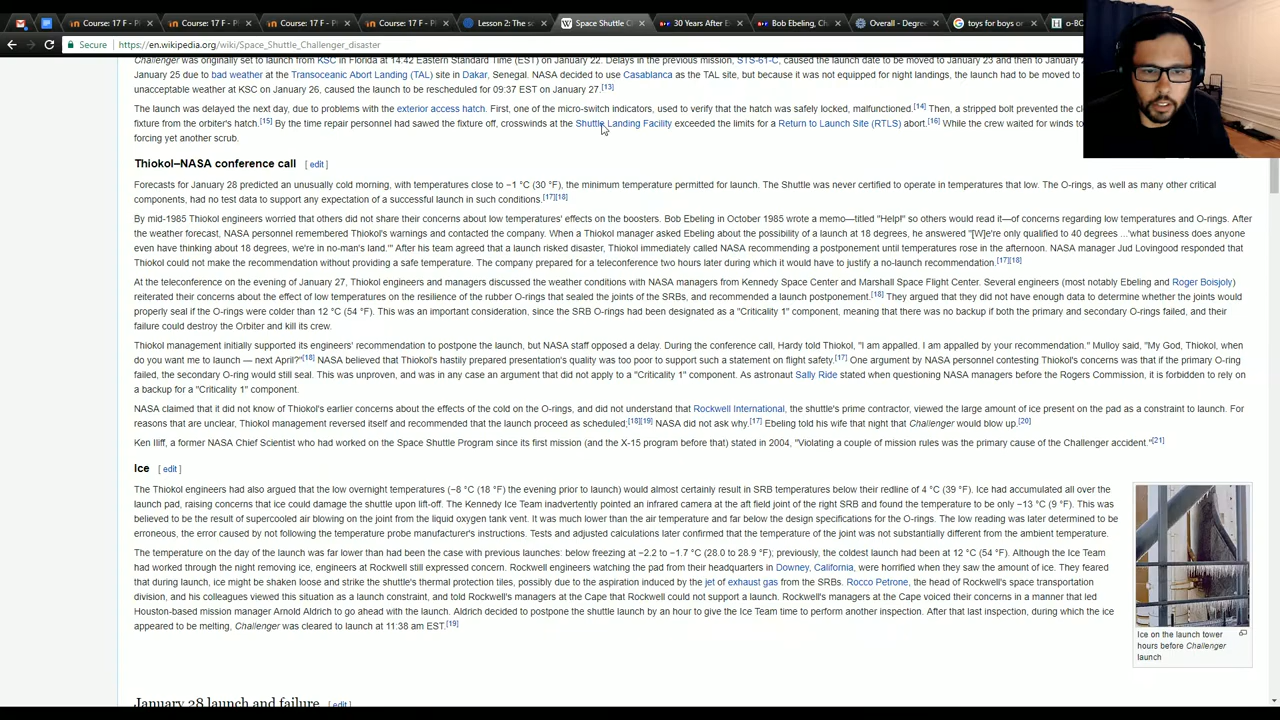 Course: 17 F - P
Course: 17 F - P
Course: 17 F - P
Course: 17 F - P
Lesson 2: The s
Space Shuttle C
30 Years After E
Bob Ebeling, Ch
Overall - Degre
toys for boys or
o-BO
Secure
https://en.wikipedia.org/wiki/Space_Shuttle_Challenger_disaster
Challenger was originally set to launch from KSC in Florida at 14:42 Eastern Standard Time (EST) on January 22. Delays in the previous mission, STS-61-C, caused the launch date to be moved to January 23 and then to January 2
January 25 due to bad weather at the Transoceanic Abort Landing (TAL) site in Dakar, Senegal. NASA decided to use Casablanca as the TAL site, but because it was not equipped for night landings, the launch had to be moved to
unacceptable weather at KSC on January 26, caused the launch to be rescheduled for 09:37 EST on January 27.[13]
The launch was delayed the next day, due to problems with the exterior access hatch. First, one of the micro-switch indicators, used to verify that the hatch was safely locked, malfunctioned.[14] Then, a stripped bolt prevented the cl
fixture from the orbiter's hatch.[15] By the time repair personnel had sawed the fixture off, crosswinds at the Shuttle Landing Facility exceeded the limits for a Return to Launch Site (RTLS) abort.[16] While the crew waited for winds to
forcing yet another scrub.
Thiokol–NASA conference call [ edit ]
Forecasts for January 28 predicted an unusually cold morning, with temperatures close to −1 °C (30 °F), the minimum temperature permitted for launch. The Shuttle was never certified to operate in temperatures that low. The O-rings, as well as many other critical
components, had no test data to support any expectation of a successful launch in such conditions.[17][18]
By mid-1985 Thiokol engineers worried that others did not share their concerns about low temperatures' effects on the boosters. Bob Ebeling in October 1985 wrote a memo—titled "Help!" so others would read it—of concerns regarding low temperatures and O-rings. After
the weather forecast, NASA personnel remembered Thiokol's warnings and contacted the company. When a Thiokol manager asked Ebeling about the possibility of a launch at 18 degrees, he answered "[W]e're only qualified to 40 degrees ...'what business does anyone
even have thinking about 18 degrees, we're in no-man's land.'" After his team agreed that a launch risked disaster, Thiokol immediately called NASA recommending a postponement until temperatures rose in the afternoon. NASA manager Jud Lovingood responded that
Thiokol could not make the recommendation without providing a safe temperature. The company prepared for a teleconference two hours later during which it would have to justify a no-launch recommendation.[17][18]
At the teleconference on the evening of January 27, Thiokol engineers and managers discussed the weather conditions with NASA managers from Kennedy Space Center and Marshall Space Flight Center. Several engineers (most notably Ebeling and Roger Boisjoly)
reiterated their concerns about the effect of low temperatures on the resilience of the rubber O-rings that sealed the joints of the SRBs, and recommended a launch postponement.[18] They argued that they did not have enough data to determine whether the joints would
properly seal if the O-rings were colder than 12 °C (54 °F). This was an important consideration, since the SRB O-rings had been designated as a "Criticality 1" component, meaning that there was no backup if both the primary and secondary O-rings failed, and their
failure could destroy the Orbiter and kill its crew.
Thiokol management initially supported its engineers' recommendation to postpone the launch, but NASA staff opposed a delay. During the conference call, Hardy told Thiokol, "I am appalled. I am appalled by your recommendation." Mulloy said, "My God, Thiokol, when
do you want me to launch — next April?"[18] NASA believed that Thiokol's hastily prepared presentation's quality was too poor to support such a statement on flight safety.[17] One argument by NASA personnel contesting Thiokol's concerns was that if the primary O-ring
failed, the secondary O-ring would still seal. This was unproven, and was in any case an argument that did not apply to a "Criticality 1" component. As astronaut Sally Ride stated when questioning NASA managers before the Rogers Commission, it is forbidden to rely on
a backup for a "Criticality 1" component.
NASA claimed that it did not know of Thiokol's earlier concerns about the effects of the cold on the O-rings, and did not understand that Rockwell International, the shuttle's prime contractor, viewed the large amount of ice present on the pad as a constraint to launch. For
reasons that are unclear, Thiokol management reversed itself and recommended that the launch proceed as scheduled;[18][19] NASA did not ask why.[17] Ebeling told his wife that night that Challenger would blow up.[20]
Ken Iliff, a former NASA Chief Scientist who had worked on the Space Shuttle Program since its first mission (and the X-15 program before that) stated in 2004, "Violating a couple of mission rules was the primary cause of the Challenger accident."[21]
Ice [ edit ]
The Thiokol engineers had also argued that the low overnight temperatures (−8 °C (18 °F) the evening prior to launch) would almost certainly result in SRB temperatures below their redline of 4 °C (39 °F). Ice had accumulated all over the
launch pad, raising concerns that ice could damage the shuttle upon lift-off. The Kennedy Ice Team inadvertently pointed an infrared camera at the aft field joint of the right SRB and found the temperature to be only −13 °C (9 °F). This was
believed to be the result of supercooled air blowing on the joint from the liquid oxygen tank vent. It was much lower than the air temperature and far below the design specifications for the O-rings. The low reading was later determined to be
erroneous, the error caused by not following the temperature probe manufacturer's instructions. Tests and adjusted calculations later confirmed that the temperature of the joint was not substantially different from the ambient temperature.
The temperature on the day of the launch was far lower than had been the case with previous launches: below freezing at −2.2 to −1.7 °C (28.0 to 28.9 °F); previously, the coldest launch had been at 12 °C (54 °F). Although the Ice Team
had worked through the night removing ice, engineers at Rockwell still expressed concern. Rockwell engineers watching the pad from their headquarters in Downey, California, were horrified when they saw the amount of ice. They feared
that during launch, ice might be shaken loose and strike the shuttle's thermal protection tiles, possibly due to the aspiration induced by the jet of exhaust gas from the SRBs. Rocco Petrone, the head of Rockwell's space transportation
division, and his colleagues viewed this situation as a launch constraint, and told Rockwell's managers at the Cape that Rockwell could not support a launch. Rockwell's managers at the Cape voiced their concerns in a manner that led
Houston-based mission manager Arnold Aldrich to go ahead with the launch. Aldrich decided to postpone the shuttle launch by an hour to give the Ice Team time to perform another inspection. After that last inspection, during which the ice
appeared to be melting, Challenger was cleared to launch at 11:38 am EST.[19]
Ice on the launch tower
hours before Challenger
launch
January 28 launch and failure [ edit ]